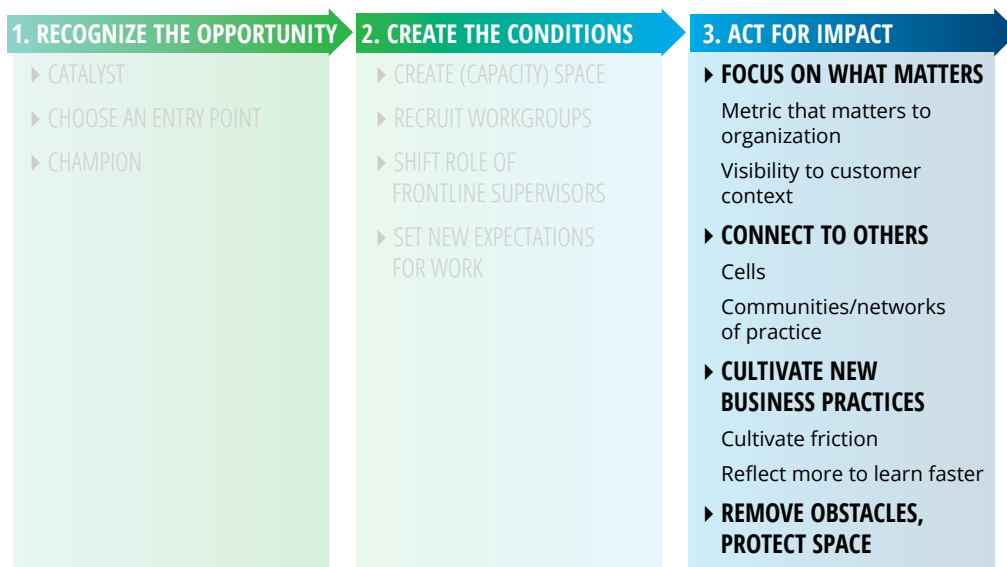 1. RECOGNIZE THE OPPORTUNITY
CATALYST
CHOOSE AN ENTRY POINT
CHAMPION
2. CREATE THE CONDITIONS
CREATE (CAPACITY) SPACE
RECRUIT WORKGROUPS
SHIFT ROLE OF
FRONTLINE SUPERVISORS
SET NEW EXPECTATIONS
FOR WORK
3. ACT FOR IMPACT
FOCUS ON WHAT MATTERS
Metric that matters to
organization
Visibility to customer
context
CONNECT TO OTHERS
Cells
Communities/networks
of practice
CULTIVATE NEW
BUSINESS PRACTICES
Cultivate friction
Reflect more to learn faster
REMOVE OBSTACLES,
PROTECT SPACE